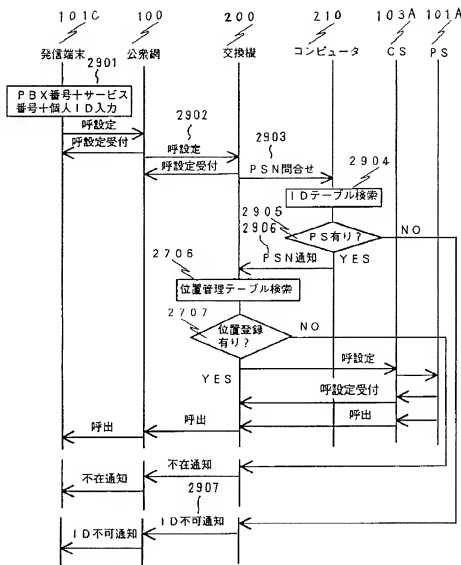 101C 100 200 210 103A 101A
発信端末 公衆網 交換機 コンピュータ CS PS
2901
PBX番号+サービス
番号+個人ID入力
呼設定
呼設定受付
2902
呼設定
呼設定受付
2903
PSN問合せ
2904
IDテーブル検索
2905
PS有り?
NO
YES
2906
PSN通知
2706
位置管理テーブル検索
2707
位置登録
有り?
NO
YES
呼設定
呼設定受付
呼出
呼出
呼出
不在通知
不在通知
2907
ID不可通知
ID不可通知